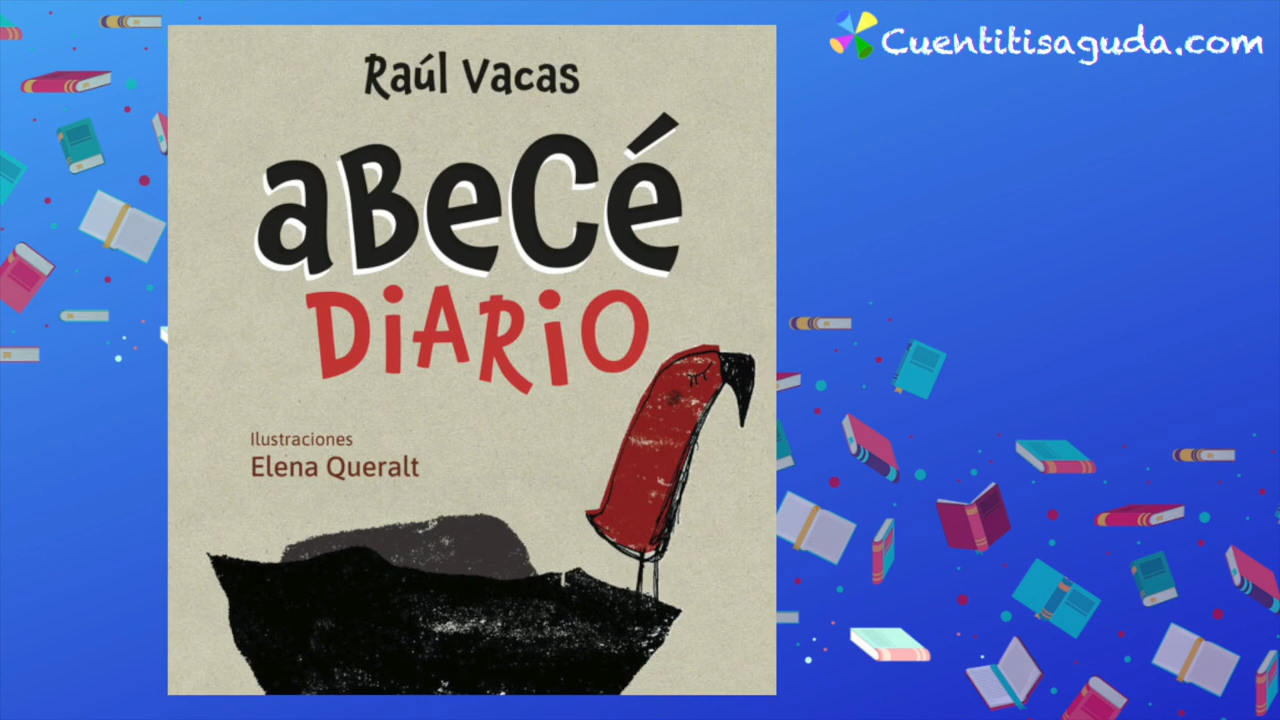 Cuentitisaguda.com
Raúl Vacas
aBeCé
DiARiO
Ilustraciones
Elena Queralt